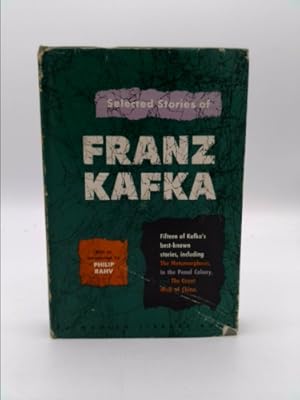 Selected Stories of
FRANZ
KAFKA
With an
Introduction by
PHILIP
RAHV
Fifteen of Kafka's
best-known
stories, including
The Metamorphosis,
In the Penal Colony,
The Great
Wall of China.